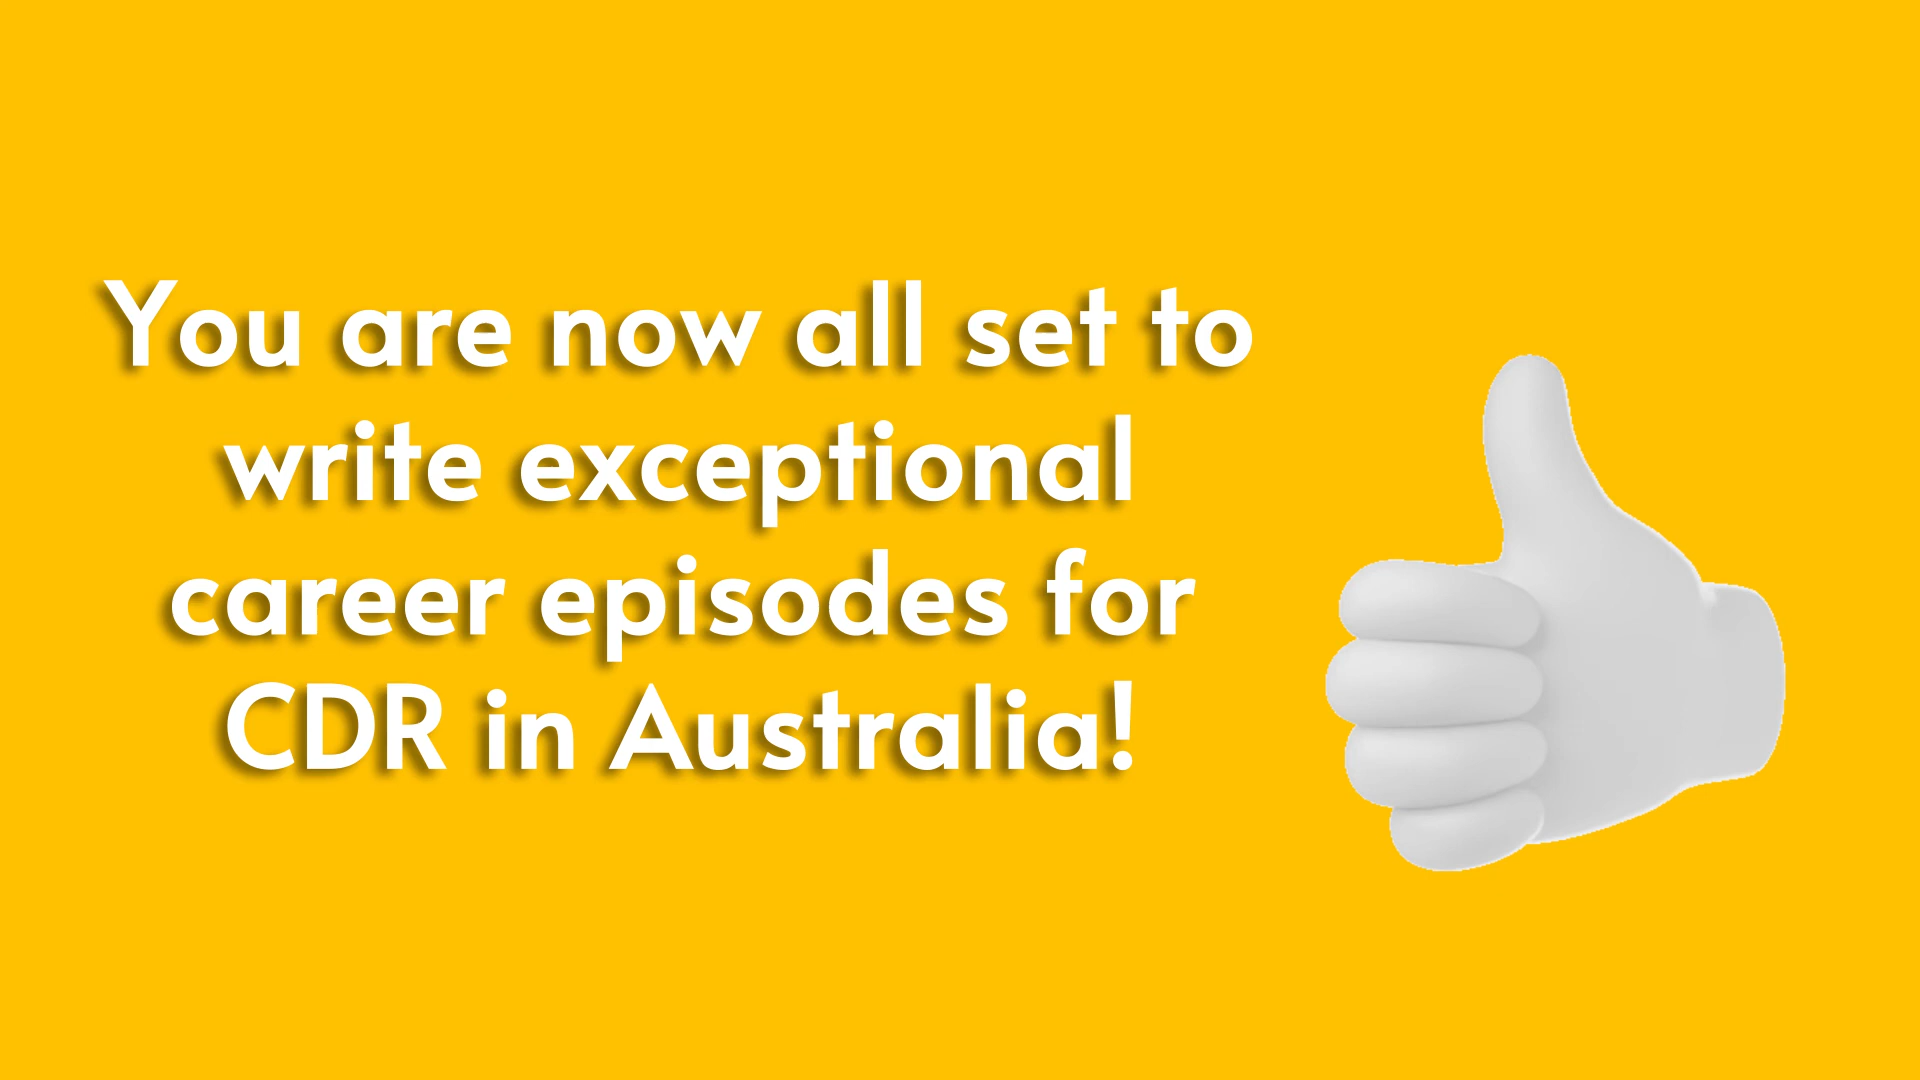 You are now all set to
write exceptional
career episodes for
CDR in Australia!